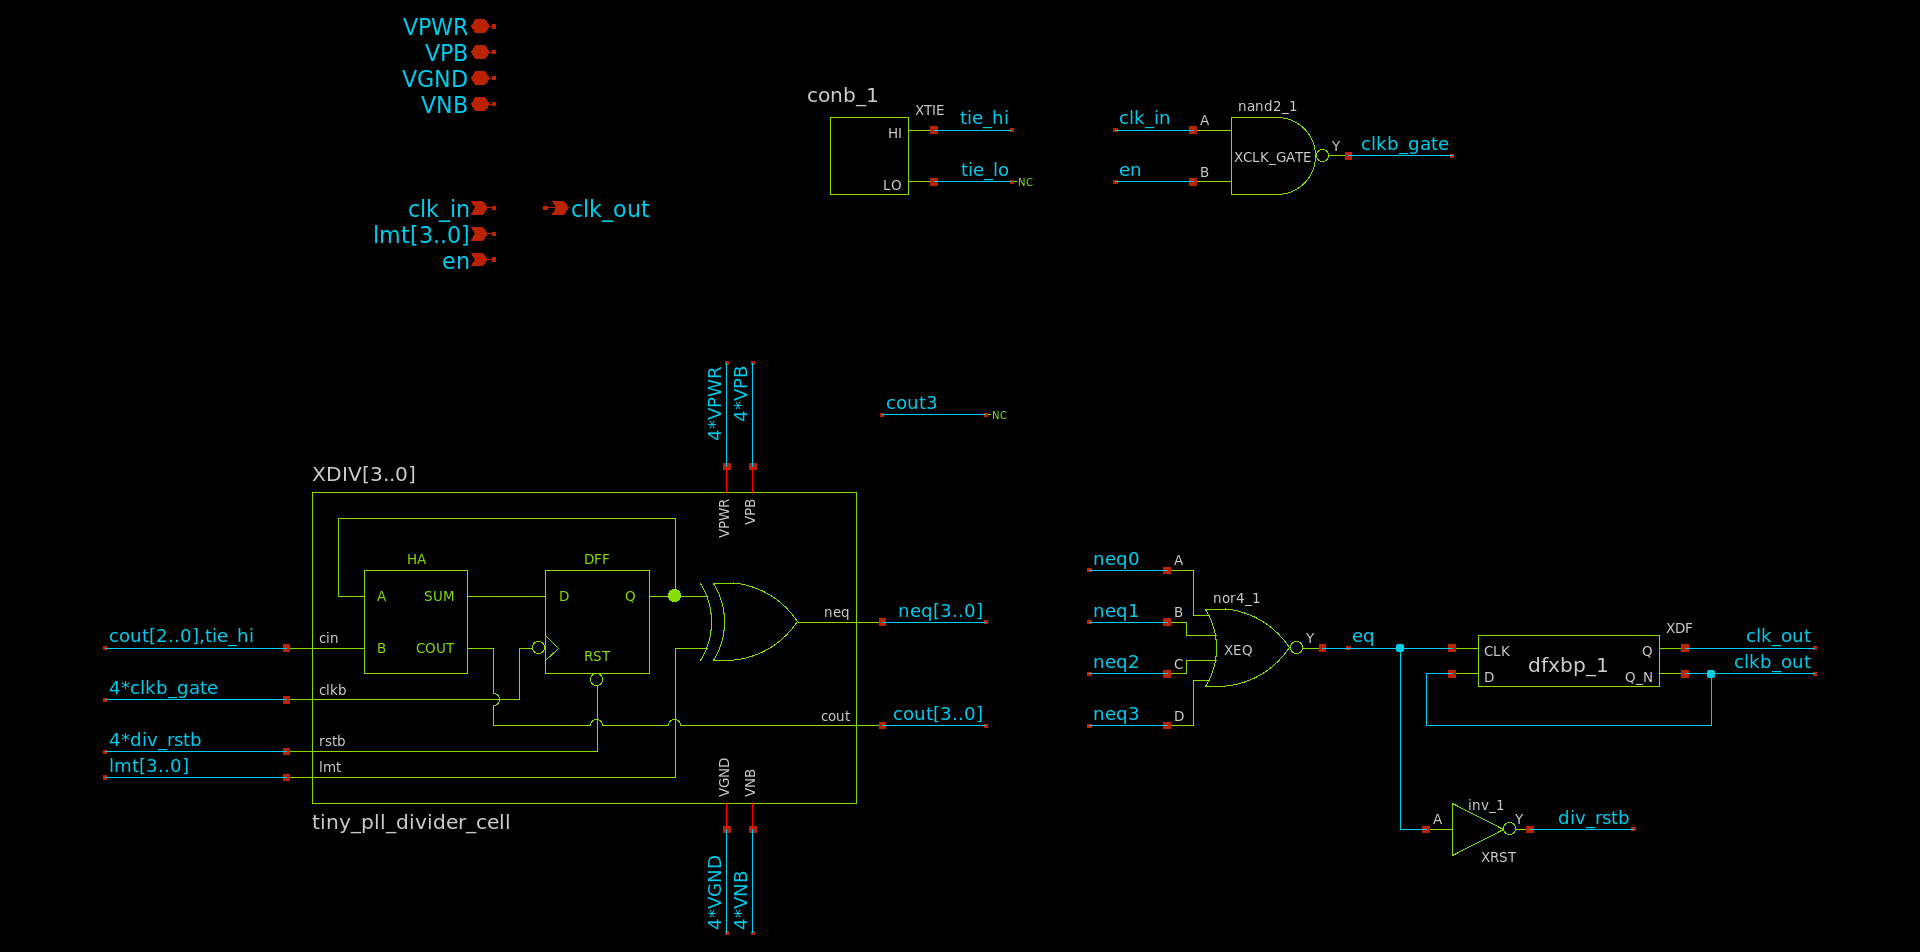 VPWR
VPB
VGND
VNB
clk_in
lmt[3..0]
en
clk_out
conb_1
XTIE
HI
LO
tie_hi
tie_lo
NC
clk_in
en
A
B
nand2_1
XCLK_GATE
Y
clkb_gate
4*VPWR
4*VPB
cout3
NC
XDIV[3..0]
VPWR
VPB
HA
A
SUM
B
COUT
DFF
D
Q
RST
cout[2..0],tie_hi
cin
4*clkb_gate
clkb
4*div_rstb
rstb
lmt[3..0]
lmt
neq
neq[3..0]
cout
cout[3..0]
VGND
VNB
tiny_pll_divider_cell
4*VGND
4*VNB
neq0
A
neq1
B
neq2
C
neq3
D
nor4_1
XEQ
Y
eq
XDF
CLK
D
dfxbp_1
Q
Q_N
clk_out
clkb_out
inv_1
A
Y
XRST
div_rstb